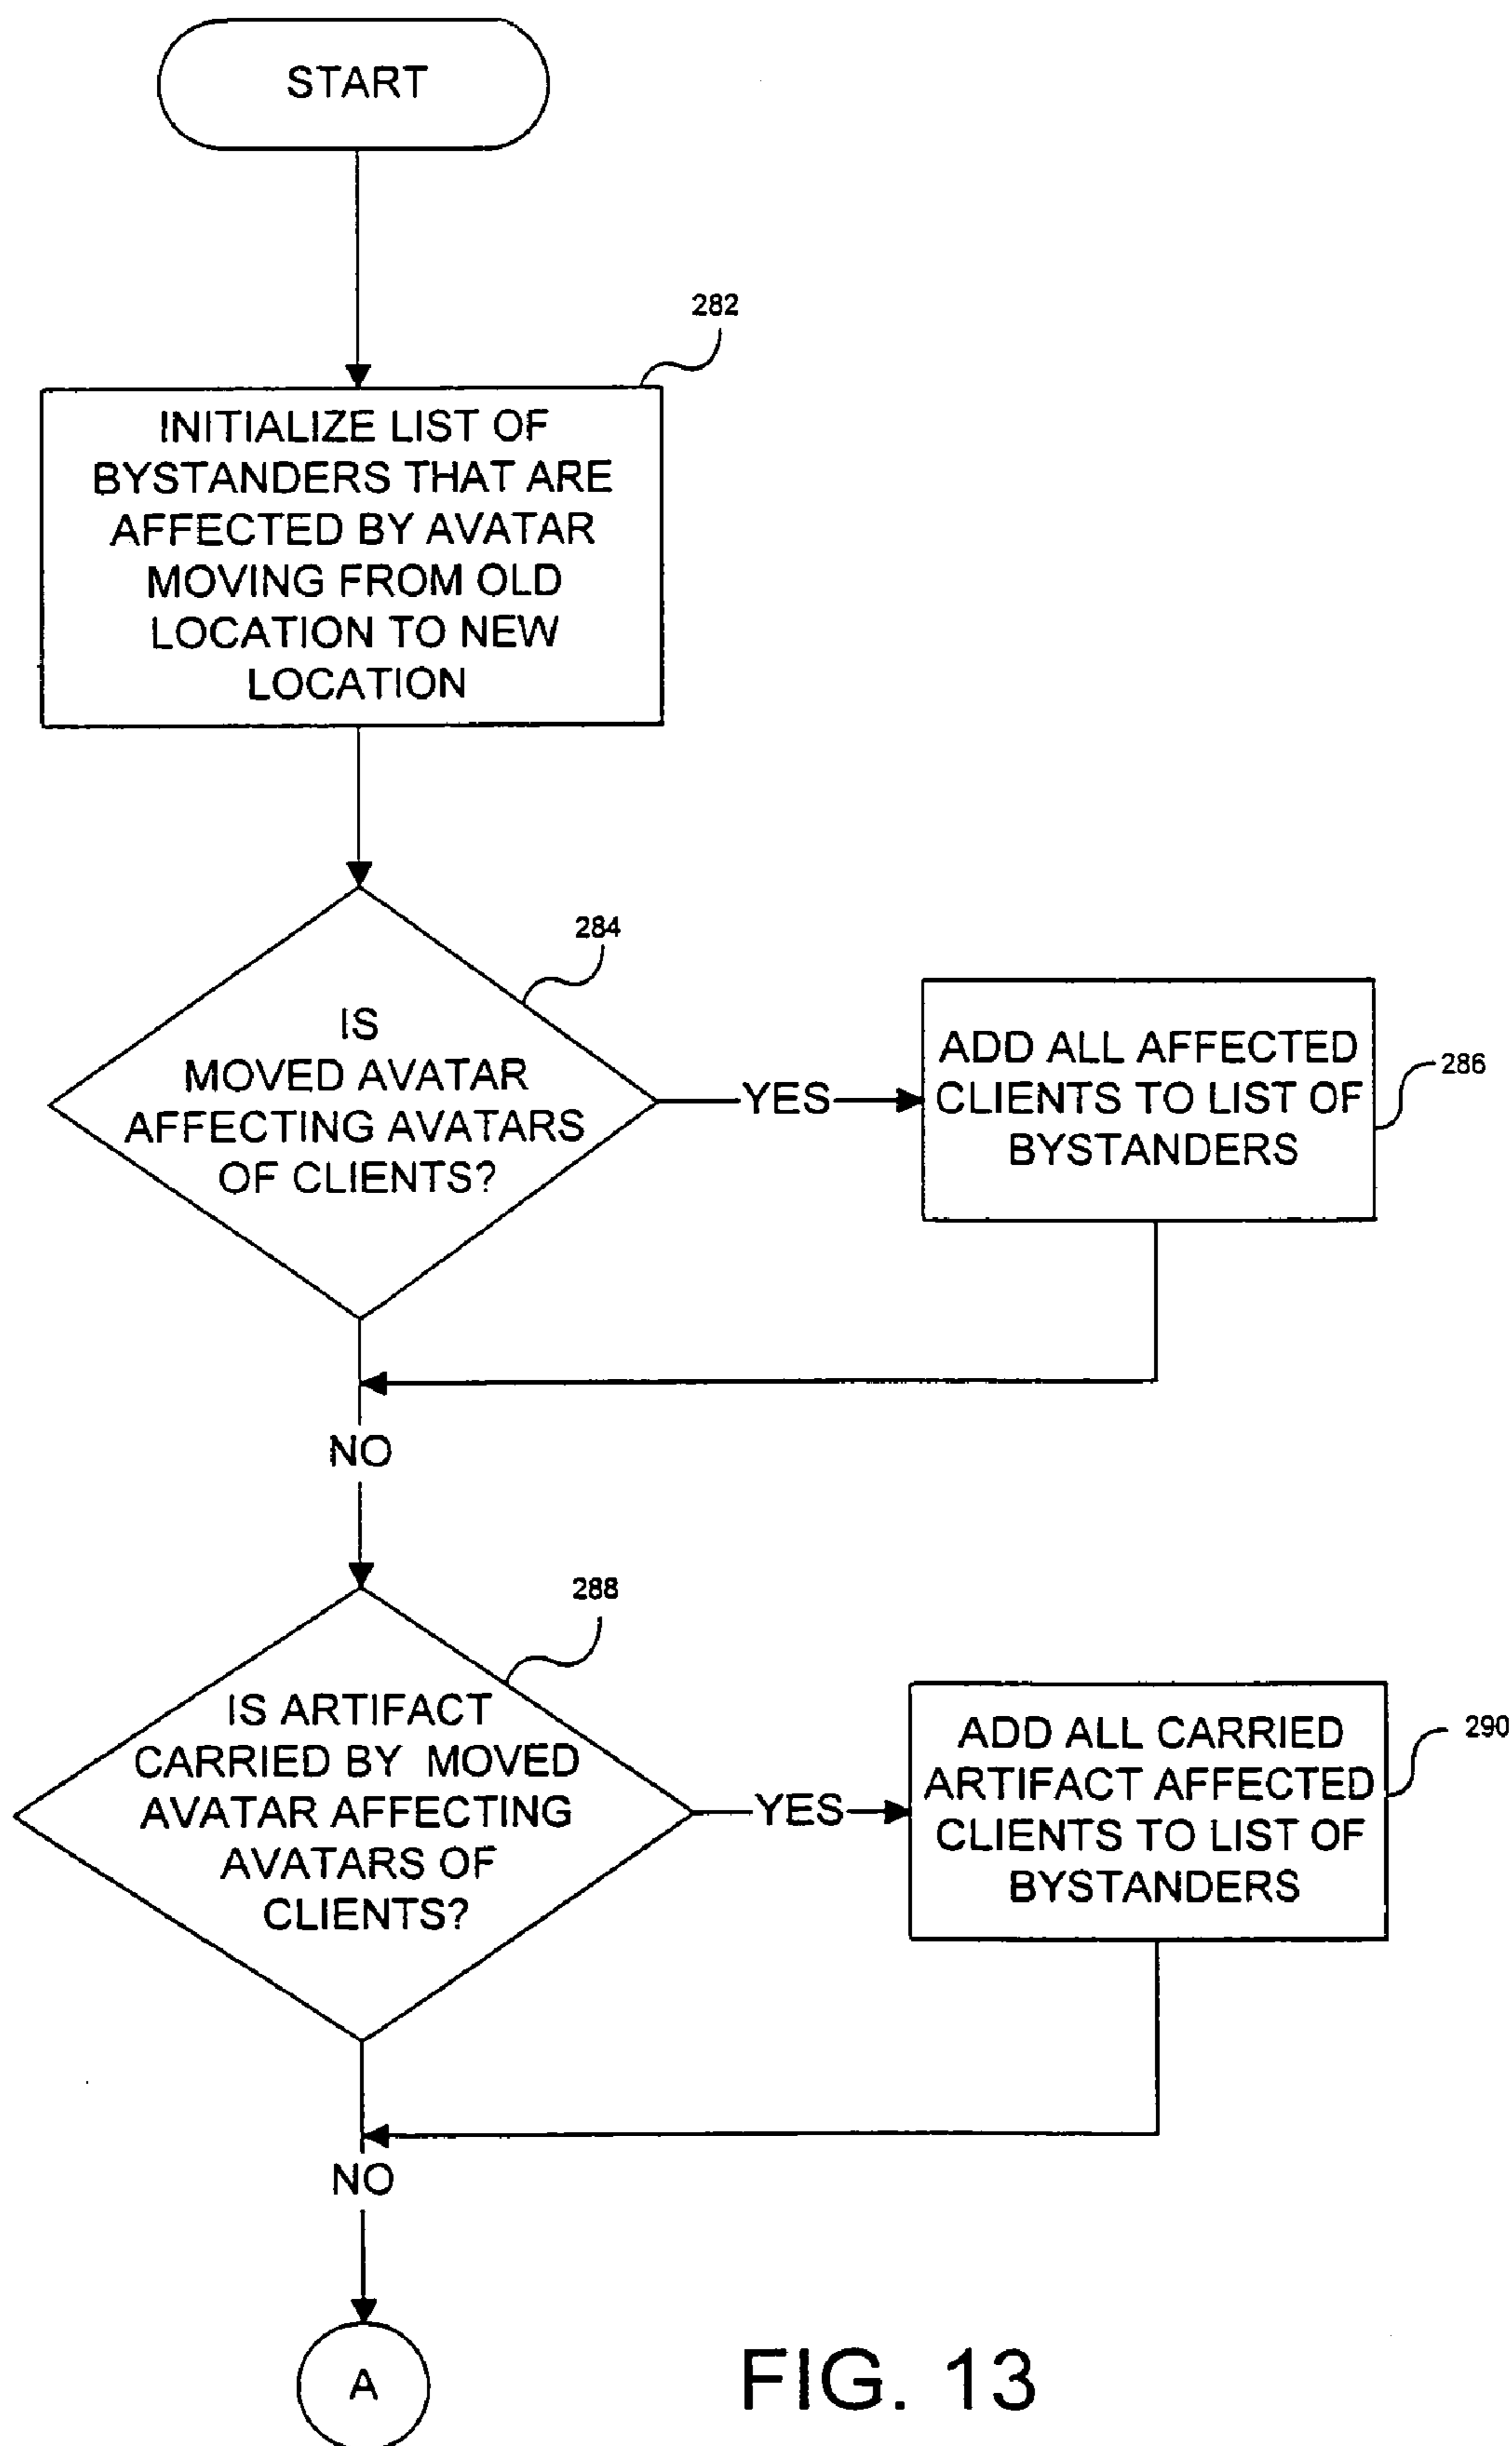 START
282
INITIALIZE LIST OF
BYSTANDERS THAT ARE
AFFECTED BY AVATAR
MOVING FROM OLD
LOCATION TO NEW
LOCATION
284
IS
MOVED AVATAR
AFFECTING AVATARS
OF CLIENTS?
YES
ADD ALL AFFECTED
CLIENTS TO LIST OF
BYSTANDERS
286
NO
288
IS ARTIFACT
CARRIED BY MOVED
AVATAR AFFECTING
AVATARS OF
CLIENTS?
YES
ADD ALL CARRIED
ARTIFACT AFFECTED
CLIENTS TO LIST OF
BYSTANDERS
290
NO
A
FIG. 13